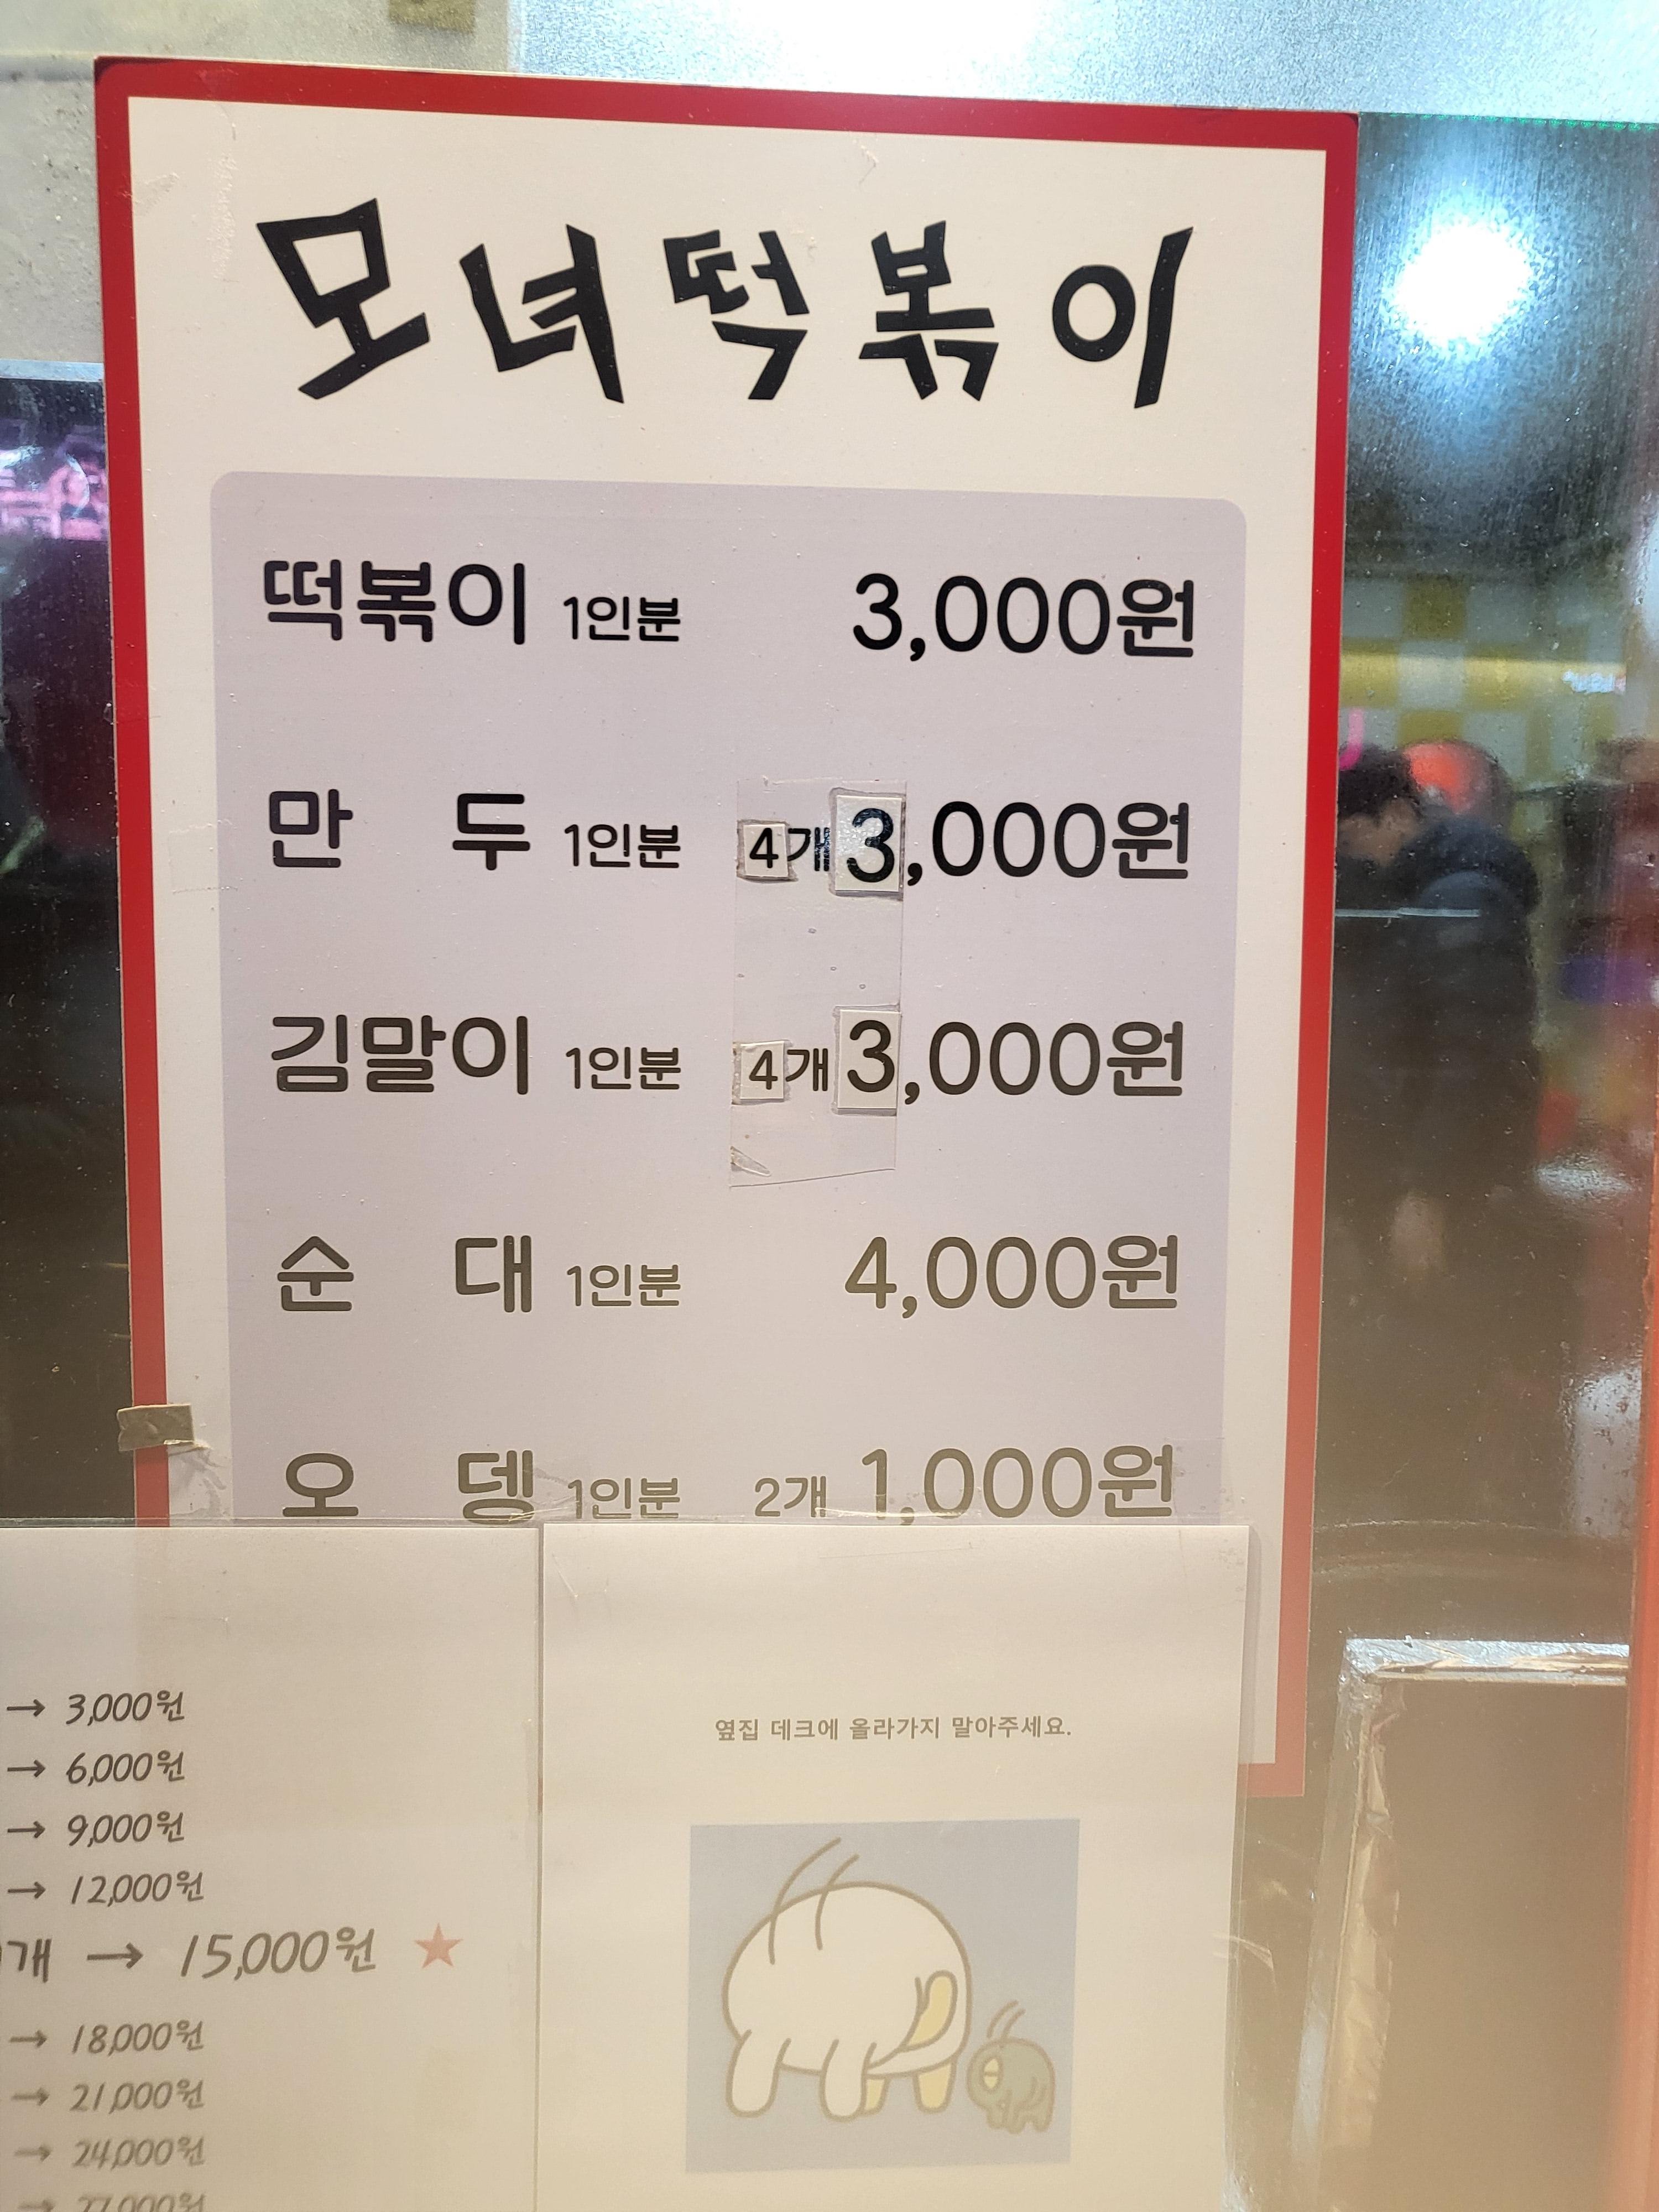 모녀떡볶이
떡볶이 1인분 3,000원
만 두 1인분 4개 3,000원
김말이 1인분 4개 3,000원
순 대 1인분 4,000원
오 뎅 1인분 2개 1,000원
→ 3,000원
→ 6,000원
→ 9,000원
→ 12,000원
개 → 15,000원 ★
→ 18,000원
→ 21,000원
→ 24,000원
→ 27,000원
옆집 데크에 올라가지 말아주세요.